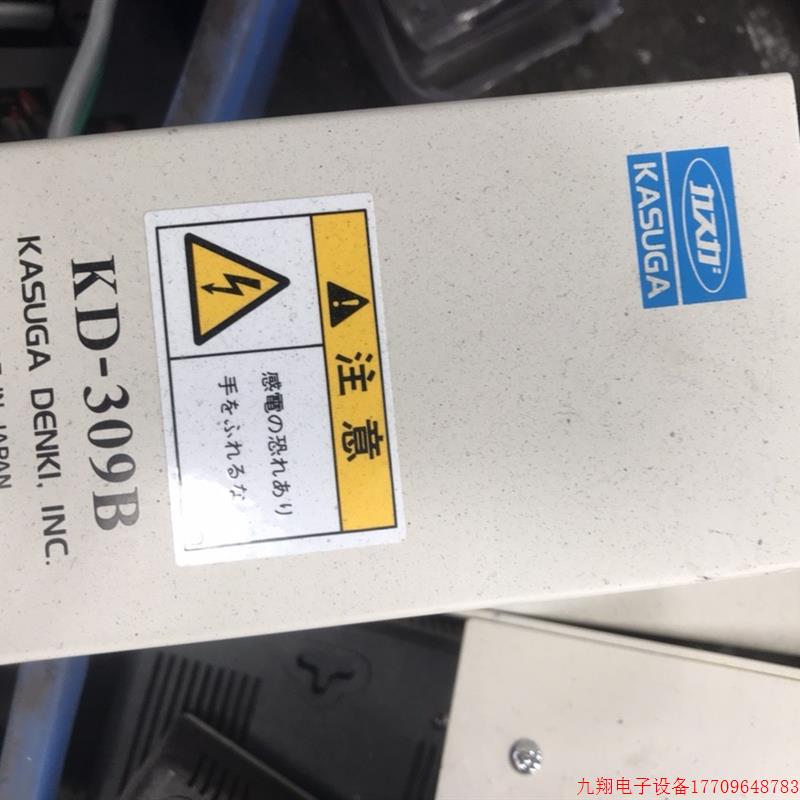 カスガ
KASUGA
注意
感電の恐れあり
手をふれるな
KD-309B
KASUGA DENKI, INC.
IN JAPAN
九翔电子设备17709648783